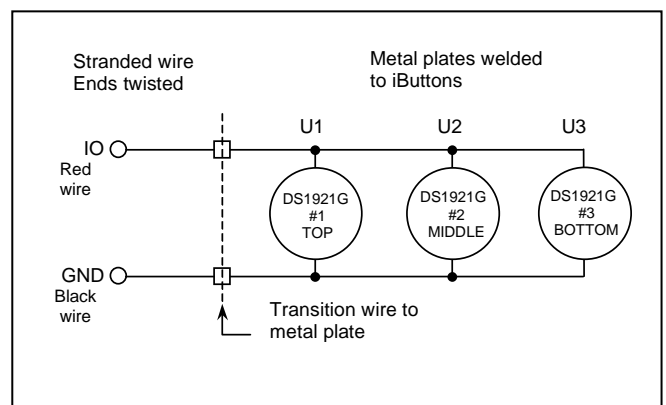 Stranded wire
Ends twisted
Metal plates welded
to iButtons
U1
U2
U3
IO
Red
wire
DS1921G
#1
TOP
DS1921G
#2
MIDDLE
DS1921G
#3
BOTTOM
GND
Black
wire
Transition wire to
metal plate